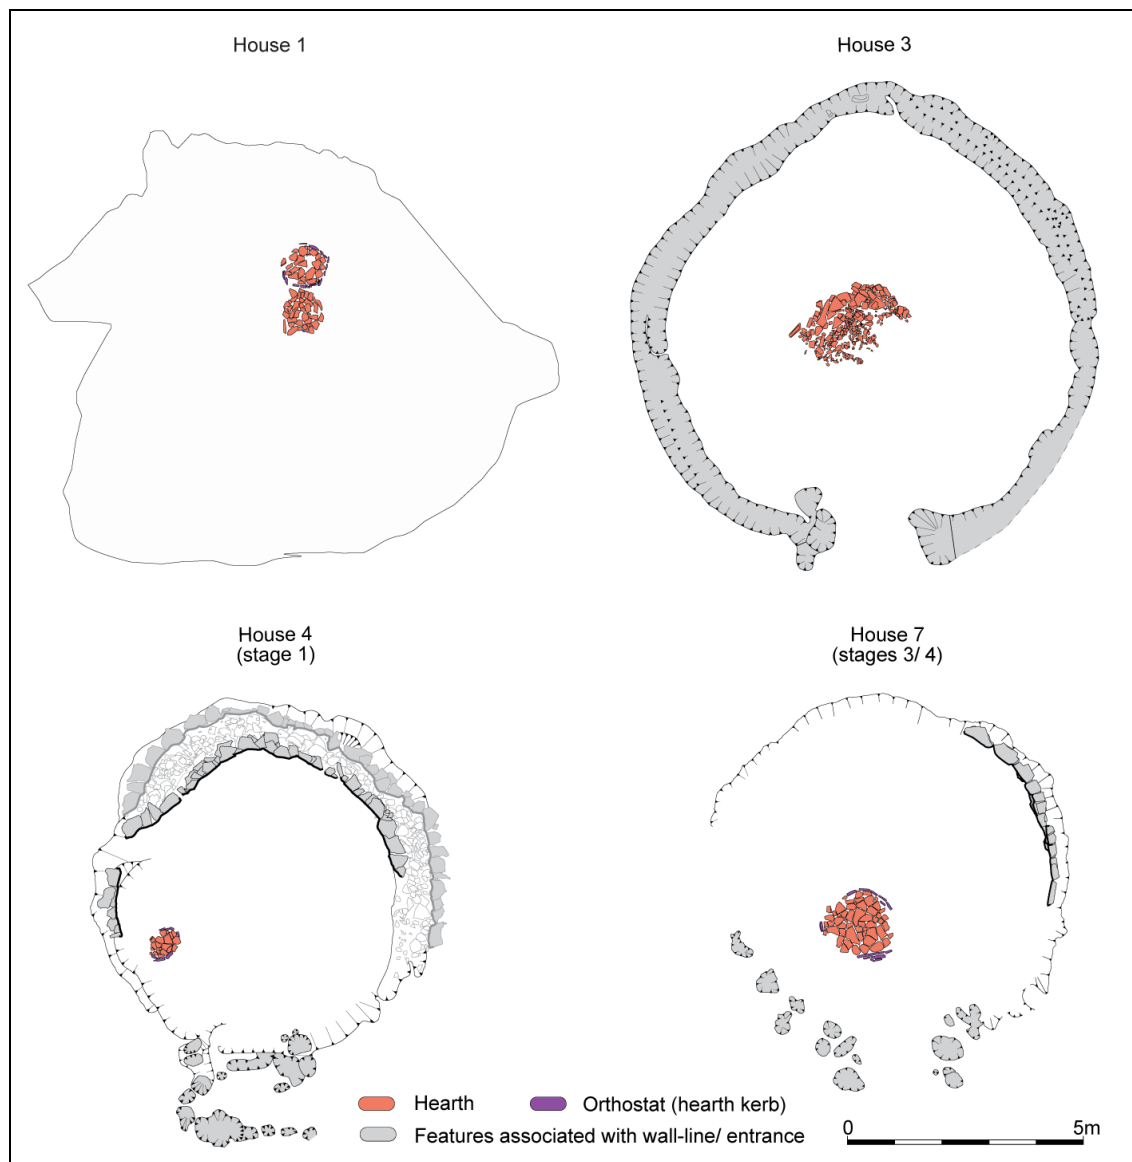 House 1
House 3
House 4
(stage 1)
House 7
(stages 3/ 4)
Hearth
Orthostat (hearth kerb)
Features associated with wall-line/ entrance
0
5m